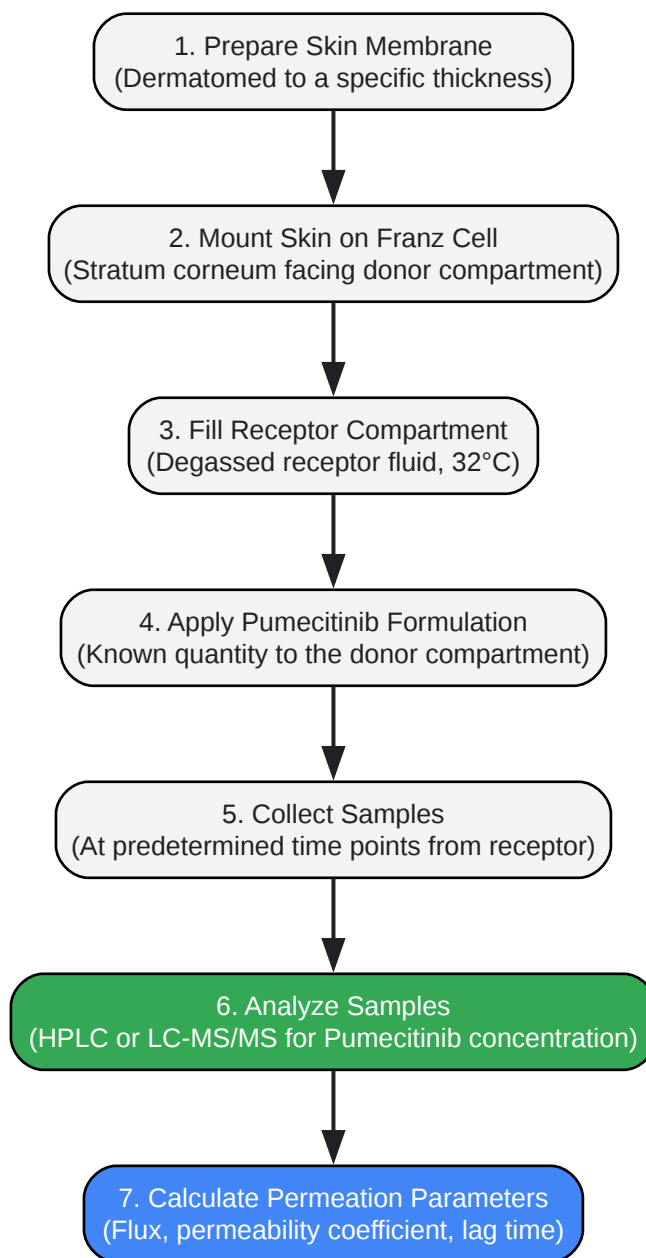 1. Prepare Skin Membrane
(Dermatomed to a specific thickness)
2. Mount Skin on Franz Cell
(Stratum corneum facing donor compartment)
3. Fill Receptor Compartment
(Degassed receptor fluid, 32°C)
4. Apply Pumecitinib Formulation
(Known quantity to the donor compartment)
5. Collect Samples
(At predetermined time points from receptor)
6. Analyze Samples
(HPLC or LC-MS/MS for Pumecitinib concentration)
7. Calculate Permeation Parameters
(Flux, permeability coefficient, lag time)